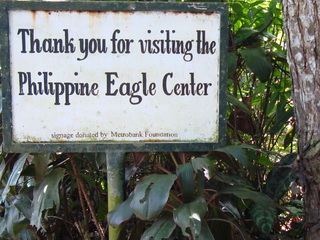 Thank you for visiting the
Philippine Eagle Center
signage donated by Metrobank Foundation